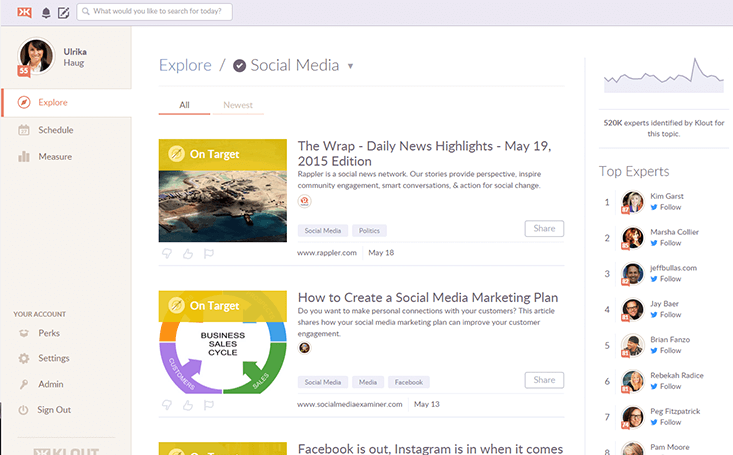 What would you like to search for today?
Ulrika
Haug
55
Explore
Schedule
Measure
YOUR ACCOUNT
Perks
Settings
Admin
Sign Out
KLOUT
Explore / Social Media
All
Newest
On Target
The Wrap - Daily News Highlights - May 19,
2015 Edition
Rappler is a social news network. Our stories provide perspective, inspire
community engagement, smart conversations, & action for social change.
Social Media
Politics
Share
www.rappler.com
May 18
On Target
BUSINESS
SALES
CYCLE
CUSTOMERS
SALES
How to Create a Social Media Marketing Plan
Do you want to make personal connections with your customers? This article
shares how your social media marketing plan can improve your customer
engagement.
Social Media
Media
Facebook
Share
www.socialmediaexaminer.com
May 13
On Target
Facebook is out, Instagram is in when it comes
520K experts identified by Klout for
this topic.
Top Experts
1
Kim Garst
Follow
2
Marsha Collier
Follow
3
jeffbullas.com
Follow
4
Jay Baer
Follow
5
Brian Fanzo
Follow
6
Rebekah Radice
Follow
7
Peg Fitzpatrick
Follow
8
Pam Moore